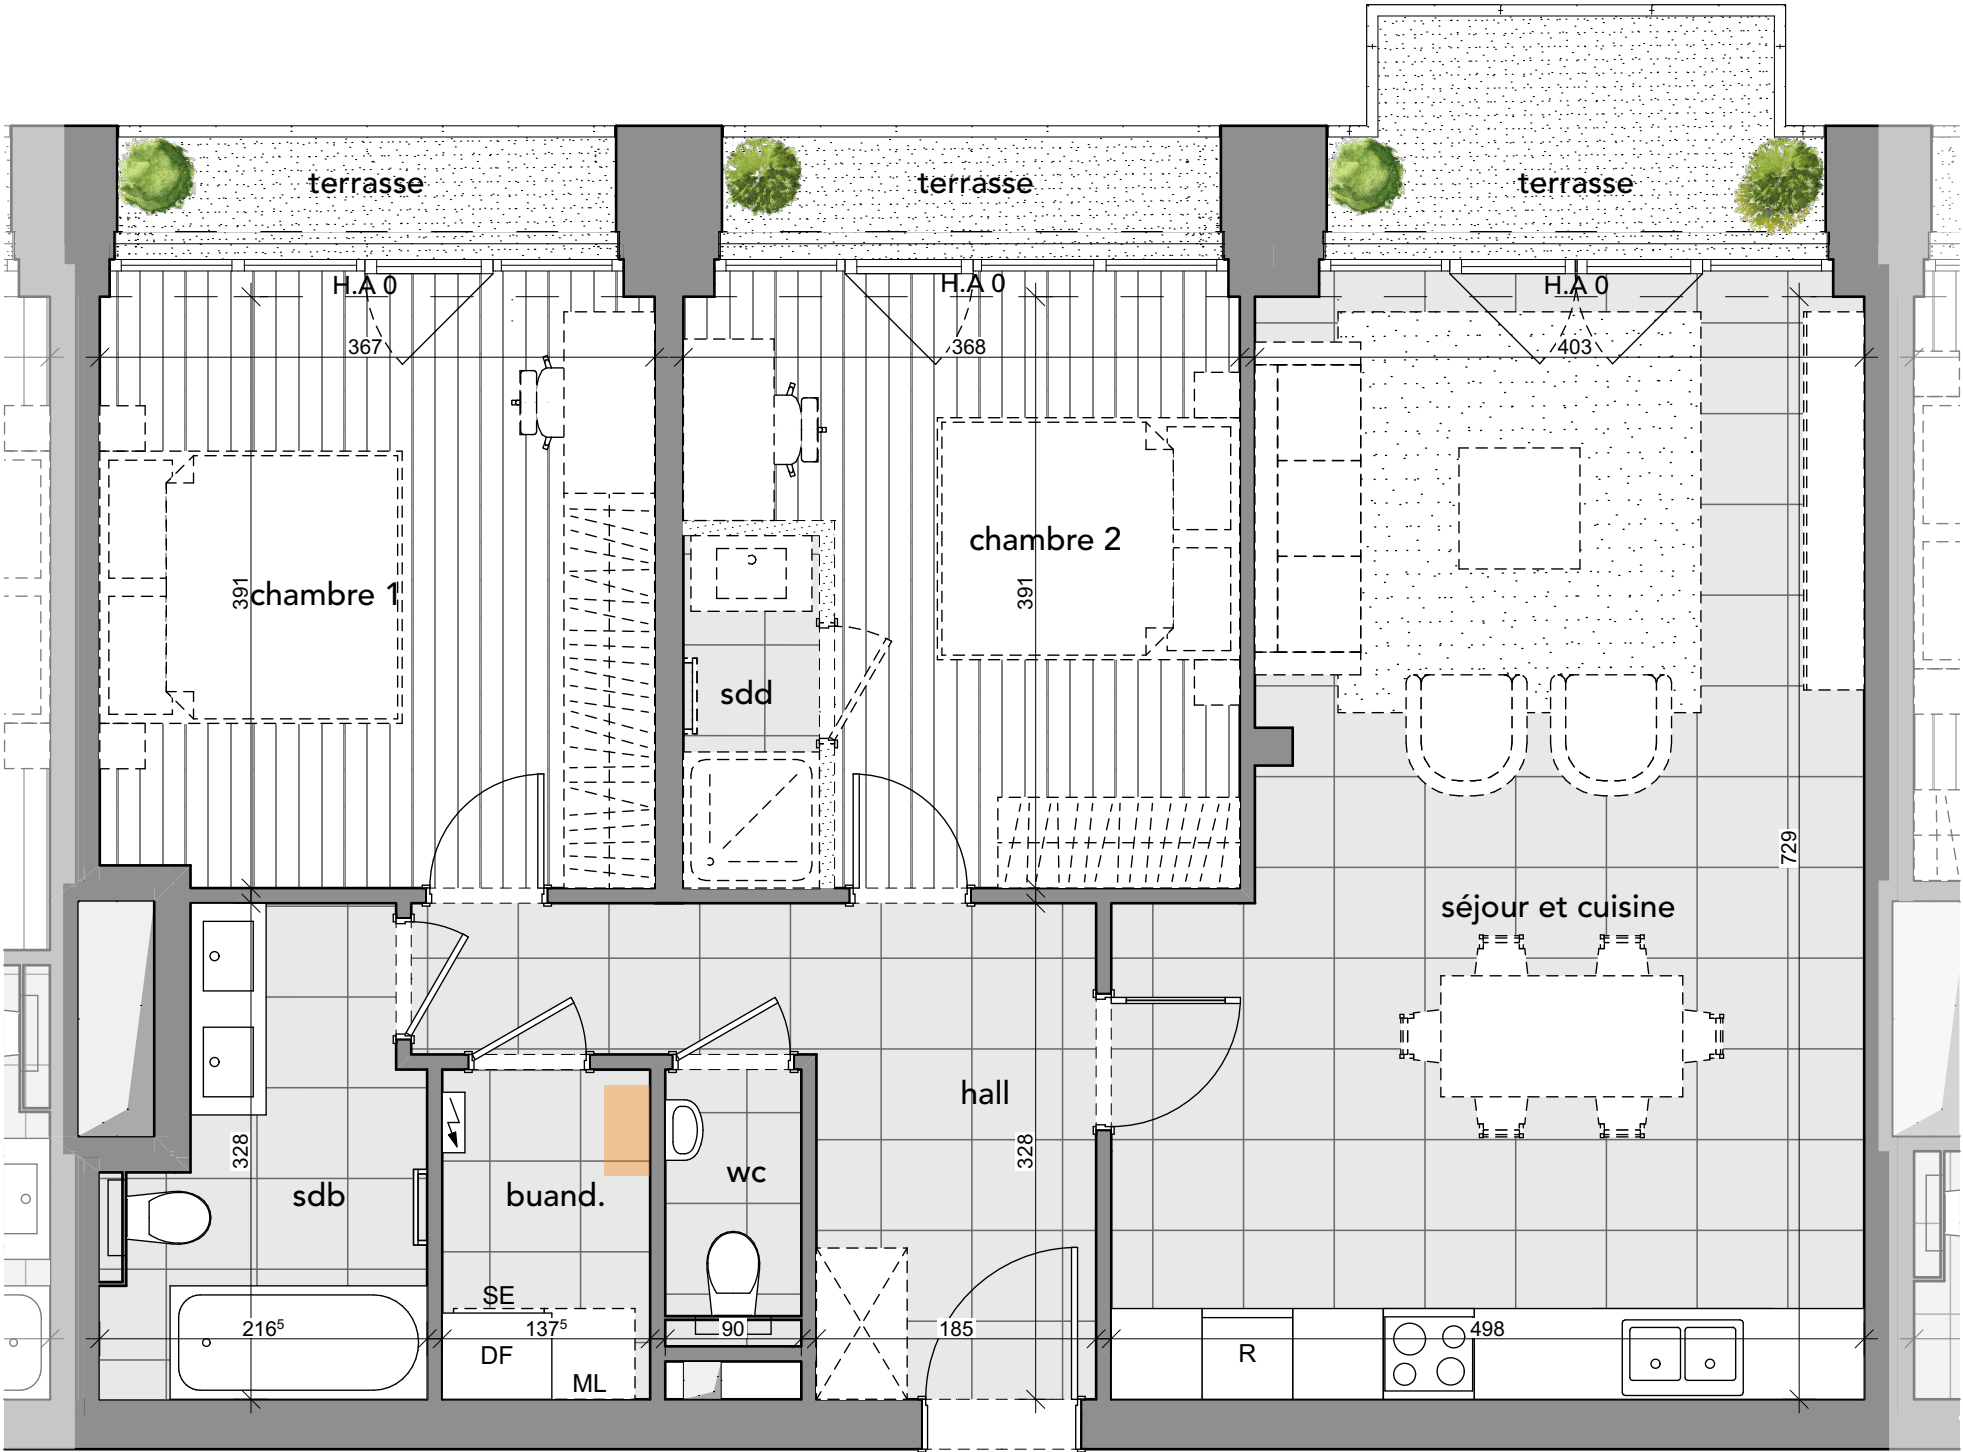 terrasse
terrasse
terrasse
H.A 0
H.A 0
H.A 0
367
368
403
chambre 2
391
chambre 1
391
sdd
729
séjour et cuisine
hall
328
328
wc
sdb
buand.
SE
216⁵
137⁵
90
185
498
DF
R
ML